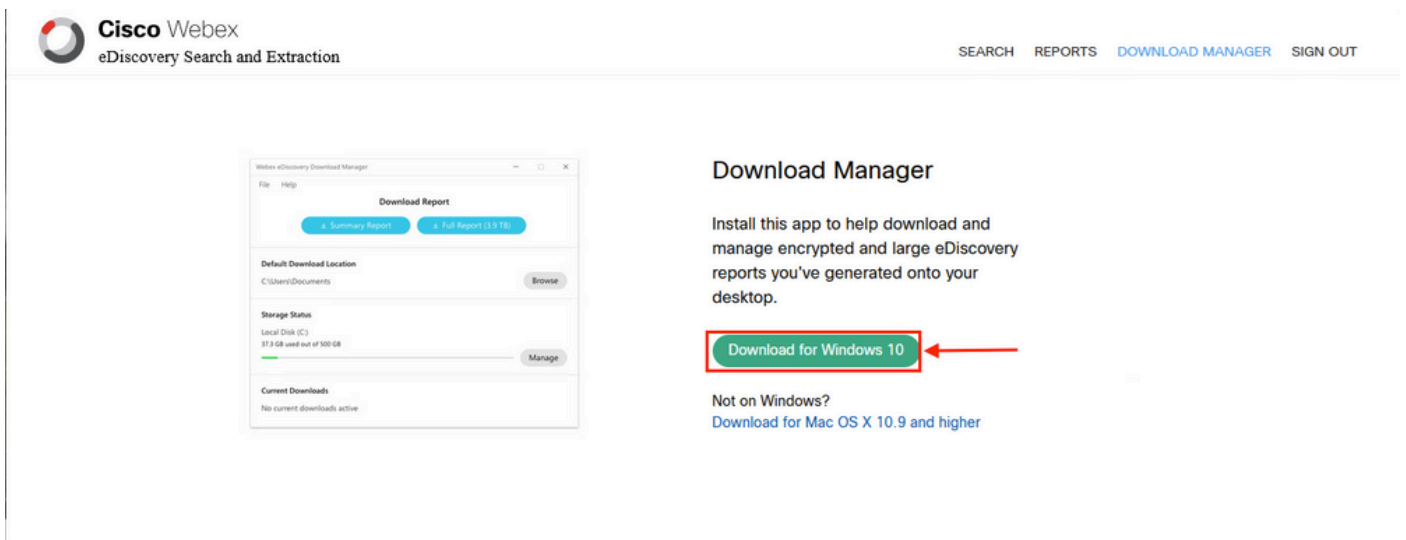 Cisco Webex
eDiscovery Search and Extraction
SEARCH REPORTS DOWNLOAD MANAGER SIGN OUT
Webex eDiscovery Download Manager
File Help
Download Report
Summary Report Full Report (3.9 TB)
Default Download Location
C:\Users\Documents
Browse
Storage Status
Local Disk (C:)
37.3 GB used out of 500 GB
Manage
Current Downloads
No current downloads active
Download Manager
Install this app to help download and
manage encrypted and large eDiscovery
reports you've generated onto your
desktop.
Download for Windows 10
Not on Windows?
Download for Mac OS X 10.9 and higher